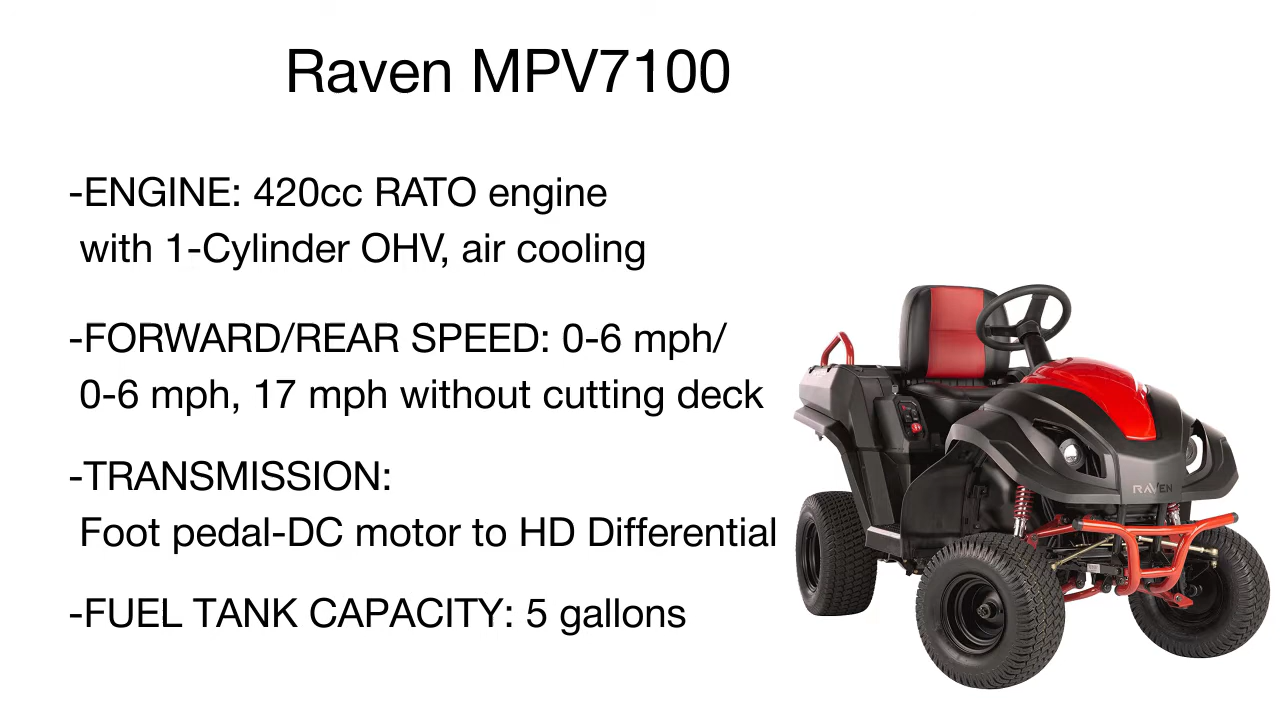 Raven MPV7100
-ENGINE: 420cc RATO engine
with 1-Cylinder OHV, air cooling
-FORWARD/REAR SPEED: 0-6 mph/
0-6 mph, 17 mph without cutting deck
-TRANSMISSION:
Foot pedal-DC motor to HD Differential
-FUEL TANK CAPACITY: 5 gallons
RAVEN